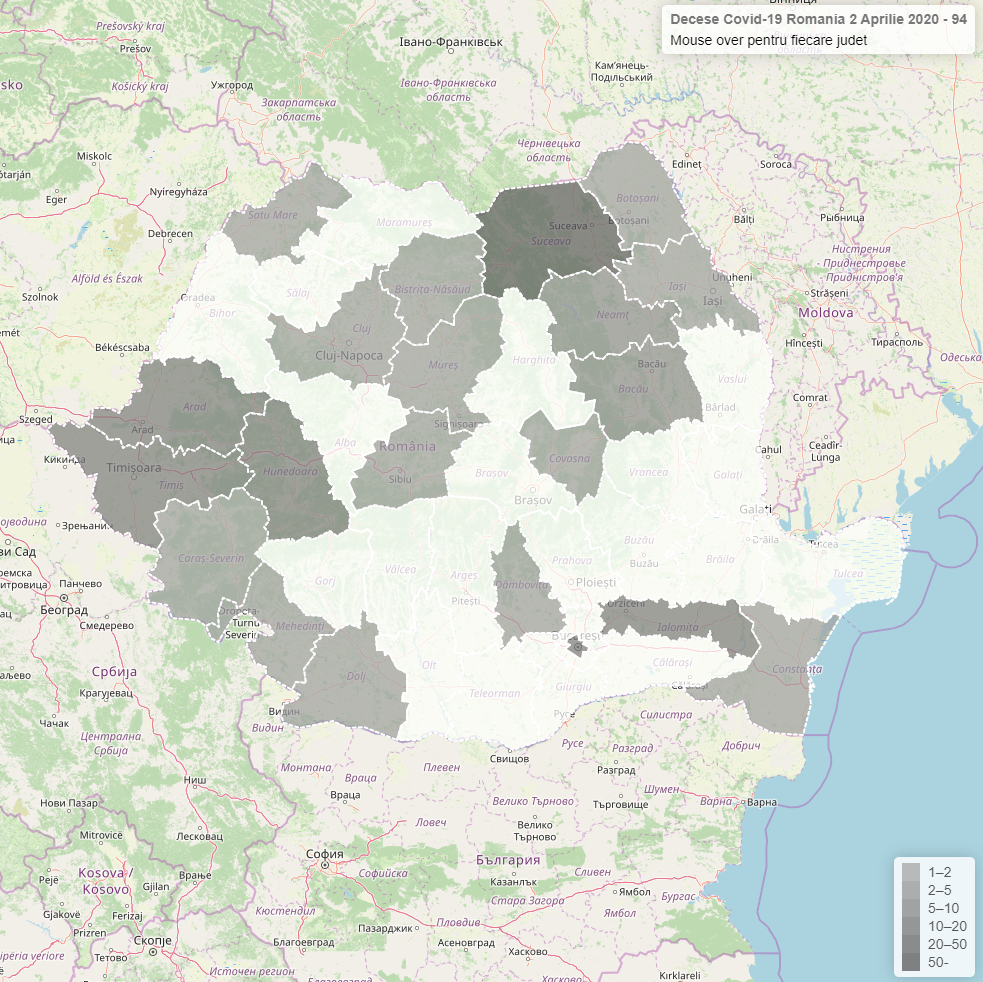 Decese Covid-19 Romania 2 Aprilie 2020 - 94
Mouse over pentru fiecare judet
Prešovský kraj
Prešov
Івано-Франківськ
Košický kraj
Ужгород
Івано-Франківська
область
Кам'янець-
Подільський
Закарпатська
область
Чернівецька
область
Miskolc
Edineț
Soroca
Eger
Nyíregyháza
Satu Mare
Botoșani
Botoșani
Maramureș
Suceava
Suceava
Bălți
Рыбница
Debrecen
Alföld és Észak
Нистрения
- Приднестровье
Приднїстров'я
Ungheni
Iași
Iași
Strășeni
Szolnok
Oradea
Bihor
Sălaj
Bistrița-Năsăud
Neamț
Moldova
Békéscsaba
Cluj
Cluj-Napoca
Mureș
Harghita
Bacău
Bacău
Vaslui
Hîncești
Тирасполь
Одеська
Bârlad
Comrat
Arad
Arad
Szeged
Кикинда
Timișoara
Timiș
Hunedoara
Alba
România
Sighișoara
Sibiu
Brașov
Brașov
Covasna
Vrancea
Galați
Galați
Cahul
Ceadîr-
Lunga
Зрењанин
Caraș-Severin
Gorj
Vâlcea
Argeș
Pitești
Dâmbovița
Prahova
Ploiești
Buzău
Buzău
Brăila
Brăila
Tulcea
Tulcea
Панчево
Београд
Смедерево
Drobeta-
Turnu
Severin
Mehedinți
Dolj
Olt
Teleorman
București
Giurgiu
Urziceni
Ialomița
Călărași
Călărași
Constanța
Србија
Крагујевац
Чачак
Централна
Србија
Видин
Видин
Русе
Русе
Силистра
Добрич
Разград
Разград
Свищов
Плевен
Монтана
Враца
Враца
Ниш
Нови Пазар
Mitrovicë
Лесковац
Ловеч
Велико Търново
Велико
Търново
Търговище
Шумен
Варна
Варна
София
Софийска
България
Казанлък
Сливен
Стара Загора
Ямбол
Ямбол
Бургас
Kosova /
Kosovo
Pejë
Gjilan
Врање
Gjakovë
Ferizaj
Prizren
Тетово
Скопје
Кюстендил
Благоевград
Пазарджик
Пловдив
Асеновград
Хасково
Хасково
Источен регион
Благоевград
Kırklareli
1–2
2–5
5–10
10–20
20–50
50-